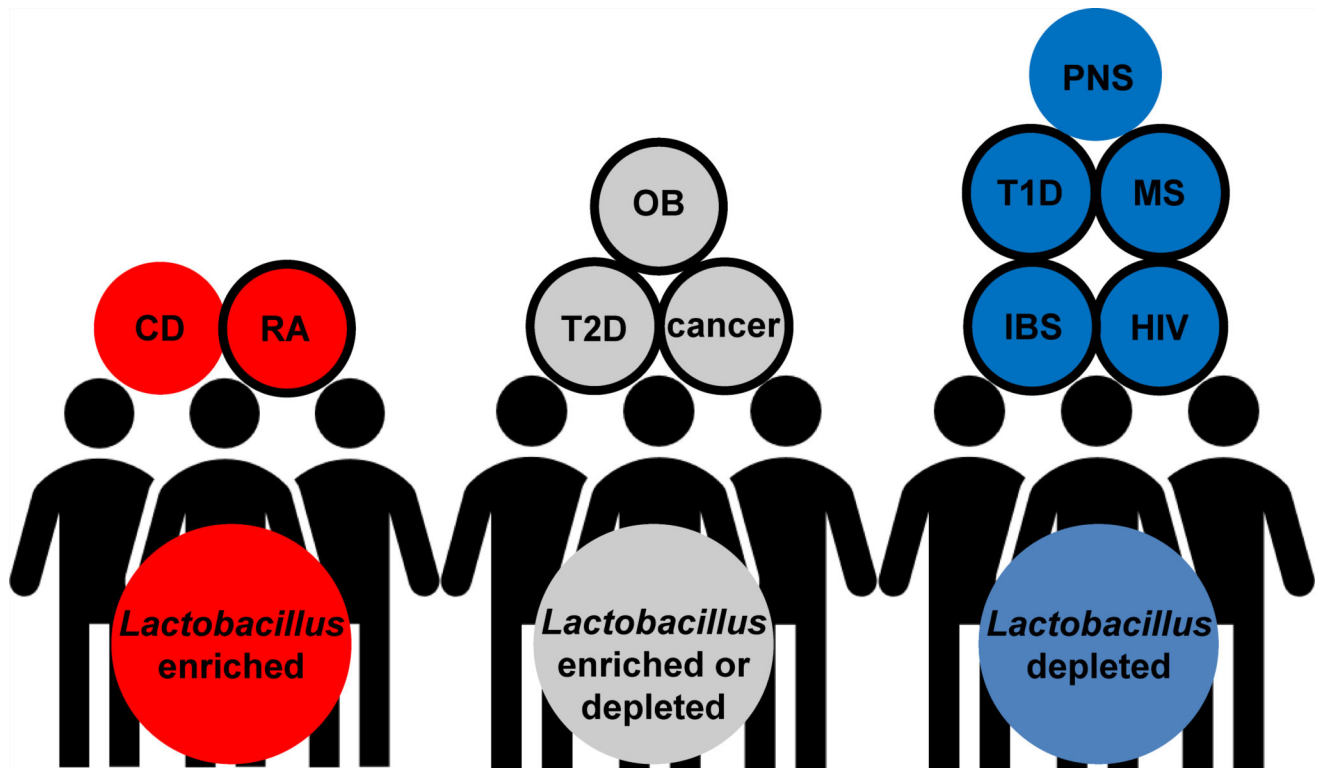 PNS
T1D MS
OB
CD RA
T2D cancer
IBS HIV
Lactobacillus
enriched
Lactobacillus
enriched or
depleted
Lactobacillus
depleted